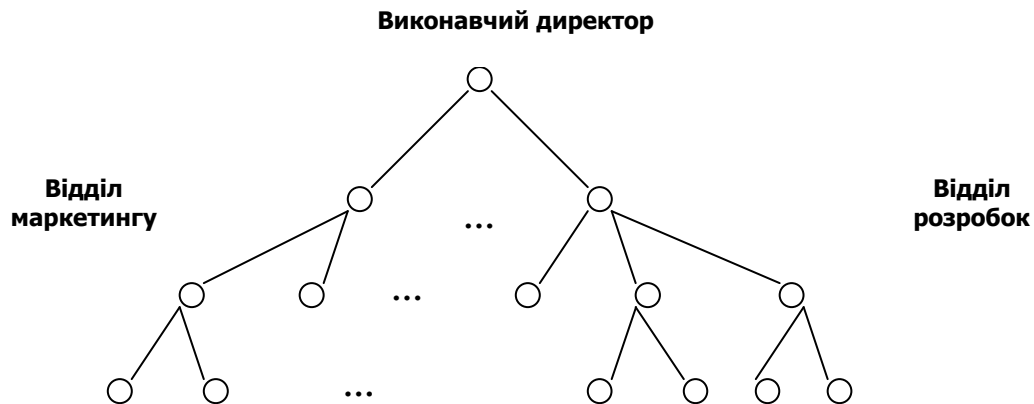 Виконавчий директор
Відділ
маркетингу
Відділ
розробок
...
...
...